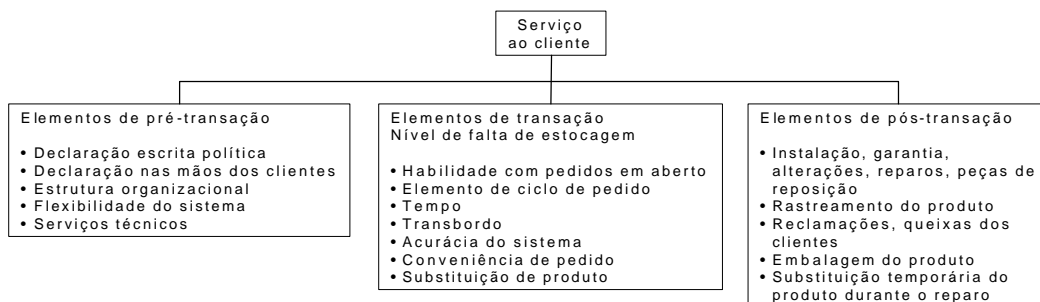 Serviço
ao cliente
Elementos de pré-transação
• Declaração escrita política
• Declaração nas mãos dos clientes
• Estrutura organizacional
• Flexibilidade do sistema
• Serviços técnicos
Elementos de transação
Nível de falta de estocagem
• Habilidade com pedidos em aberto
• Elemento de ciclo de pedido
• Tempo
• Transbordo
• Acurácia do sistema
• Conveniência de pedido
• Substituição de produto
Elementos de pós-transação
• Instalação, garantia,
alterações, reparos, peças de
reposição
• Rastreamento do produto
• Reclamações, queixas dos
clientes
• Embalagem do produto
• Substituição temporária do
produto durante o reparo